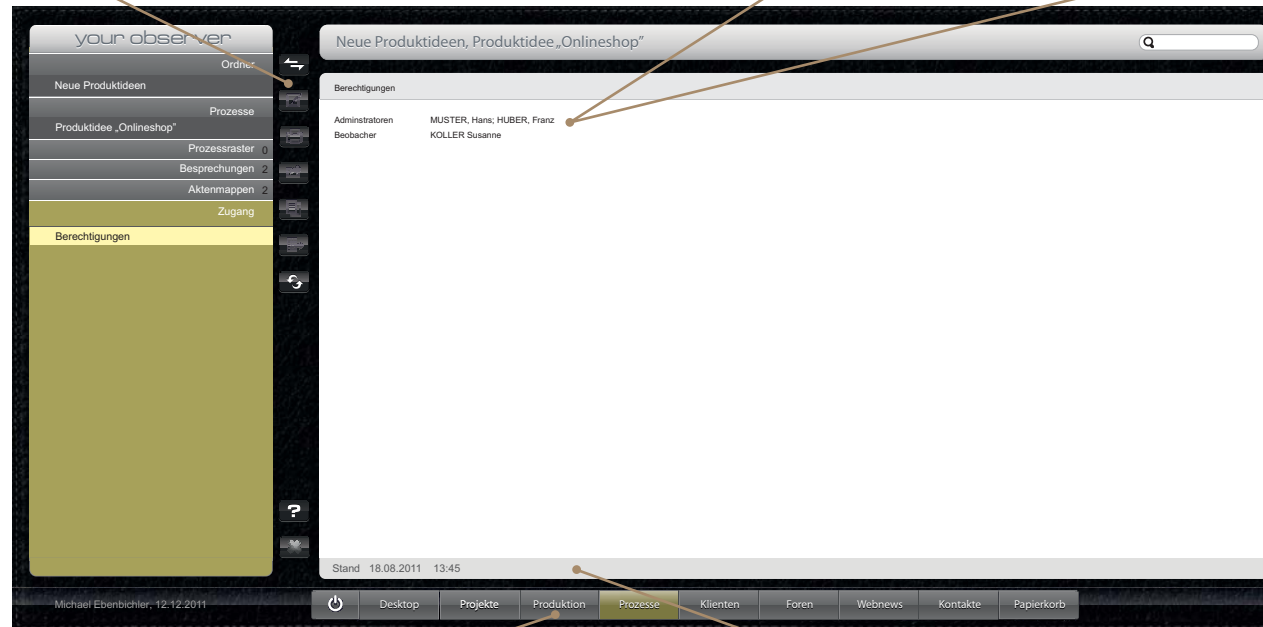 your observer
Ordner
Neue Produktideen
Prozesse
Produktidee „Onlineshop”
Prozessraster 0
Besprechungen 2
Aktenmappen 2
Zugang
Berechtigungen
Neue Produktideen, Produktidee „Onlineshop”
Berechtigungen
Adminstratoren MUSTER, Hans; HUBER, Franz
Beobacher KOLLER Susanne
?
Stand 18.08.2011 13:45
Michael Ebenbichler, 12.12.2011
Desktop Projekte Produktion Prozesse Klienten Foren Webnews Kontakte Papierkorb